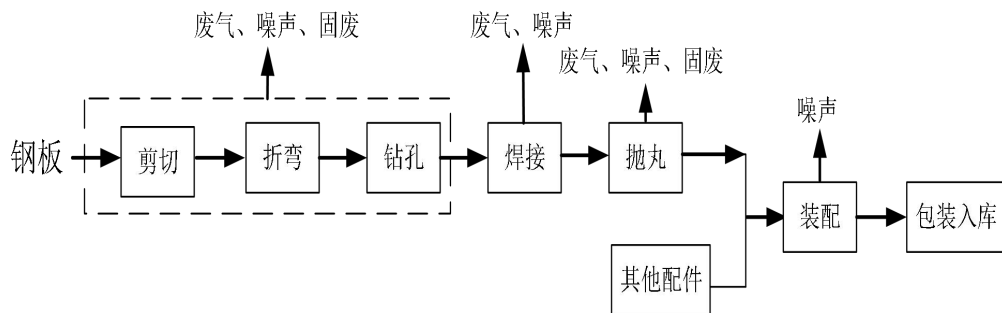 废气、噪声、固废
废气、噪声
废气、噪声、固废
噪声
钢板
剪切
折弯
钻孔
焊接
抛丸
装配
包装入库
其他配件